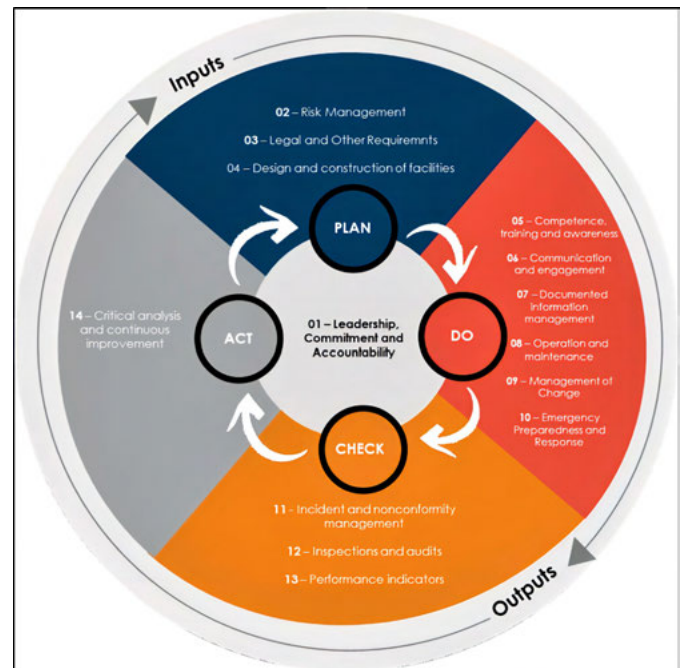 Inputs
02 – Risk Management
03 – Legal and Other Requiremnts
04 – Design and construction of facilities
PLAN
05 – Competence,
training and awareness
06 – Communication
and engagement
07 – Documented
Information
management
08 – Operation and
maintenance
09 – Management of
Change
10 – Emergency
Preparedness and
Response
DO
01 – Leadership,
Commitment and
Accountability
14 – Critical analysis
and continuous
improvement
ACT
CHECK
11 - Incident and nonconformity
management
12 – Inspections and audits
13 – Performance indicators
Outputs